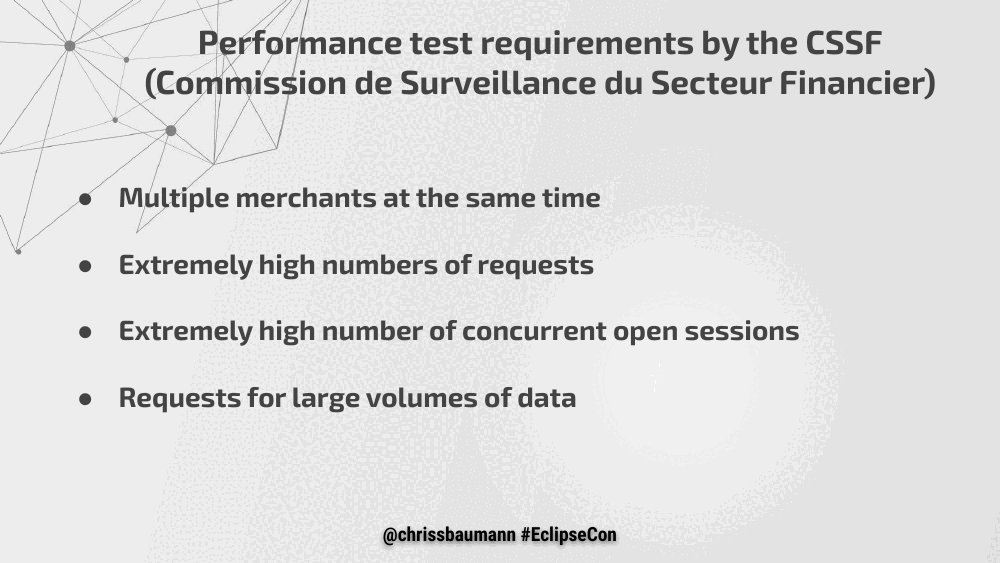 Performance test requirements by the CSSF
(Commission de Surveillance du Secteur Financier)
● Multiple merchants at the same time
● Extremely high numbers of requests
● Extremely high number of concurrent open sessions
● Requests for large volumes of data
@chrissbaumann #EclipseCon